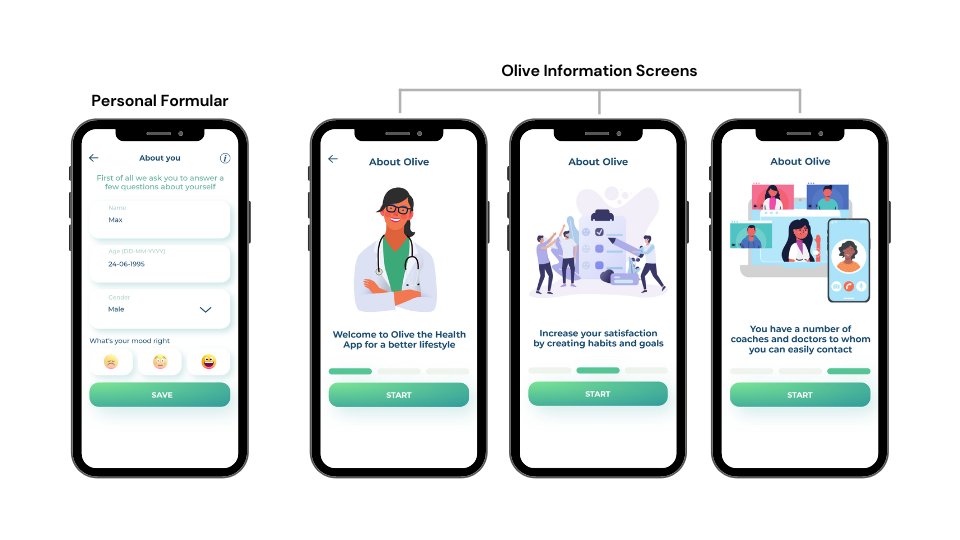 Olive Information Screens
Personal Formular
About you
First of all we ask you to answer a
few questions about yourself
Name
Max
Age (DD-MM-YYYY)
24-06-1995
Gender
Male
What's your mood right
SAVE
About Olive
Welcome to Olive the Health
App for a better lifestyle
START
About Olive
Increase your satisfaction
by creating habits and goals
START
About Olive
You have a number of
coaches and doctors to whom
you can easily contact
START